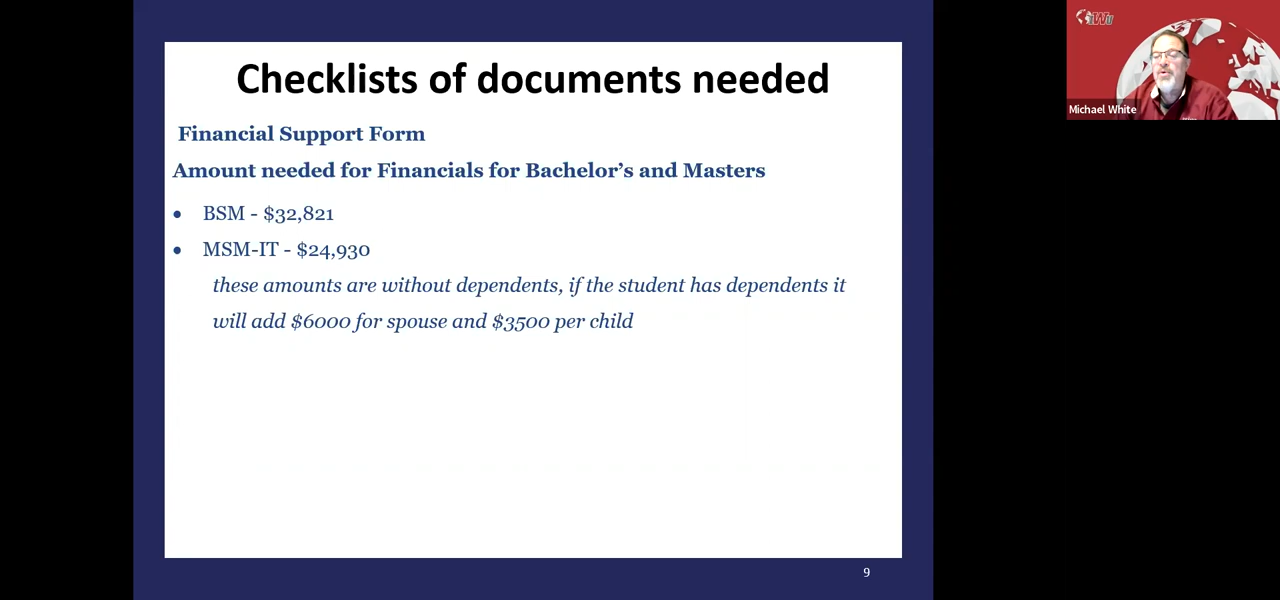 Checklists of documents needed
Financial Support Form
Amount needed for Financials for Bachelor's and Masters
• BSM - $32,821
• MSM-IT - $24,930
these amounts are without dependents, if the student has dependents it
will add $6000 for spouse and $3500 per child
9
IWU
Michael White